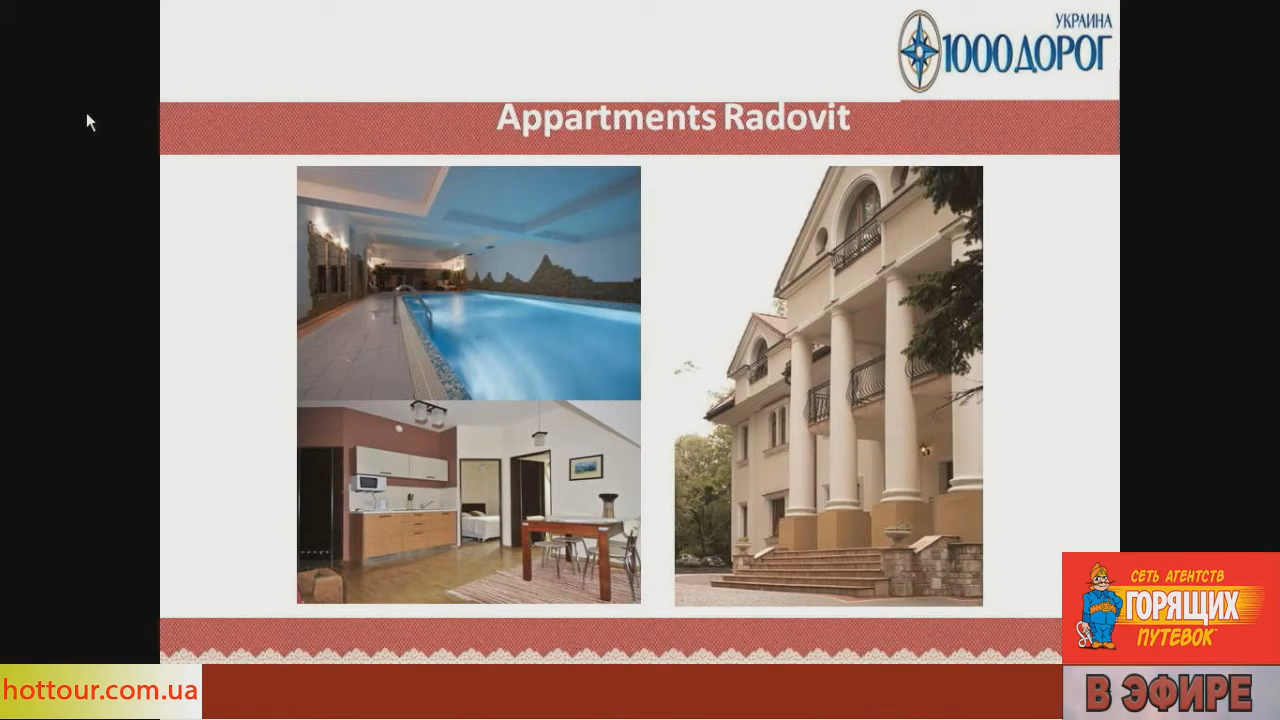 УКРАИНА
1000 ДОРОГ
Appartments Radovit
СЕТЬ АГЕНТСТВ
ГОРЯЩИХ
ПУТЕВОК
hottour.com.ua
В ЭФИРЕ